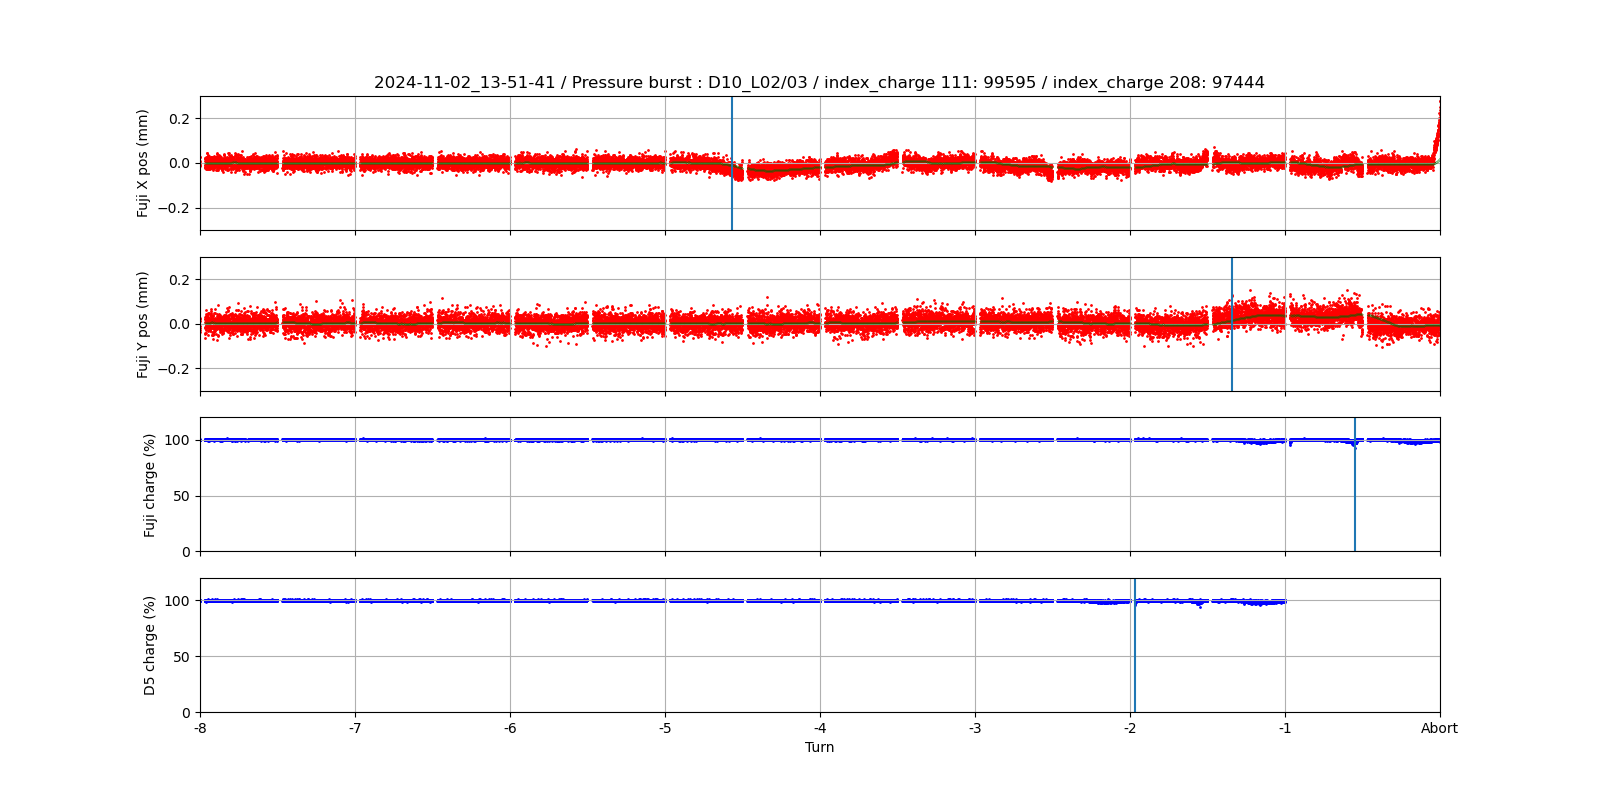 2024-11-02_13-51-41 / Pressure burst : D10_L02/03 / index_charge 111: 99595 / index_charge 208: 97444
Fuji X pos (mm)
0.2
0.0
−0.2
Fuji Y pos (mm)
0.2
0.0
−0.2
Fuji charge (%)
100
50
0
D5 charge (%)
100
50
0
-8 -7 -6 -5 -4 -3 -2 -1 Abort
Turn